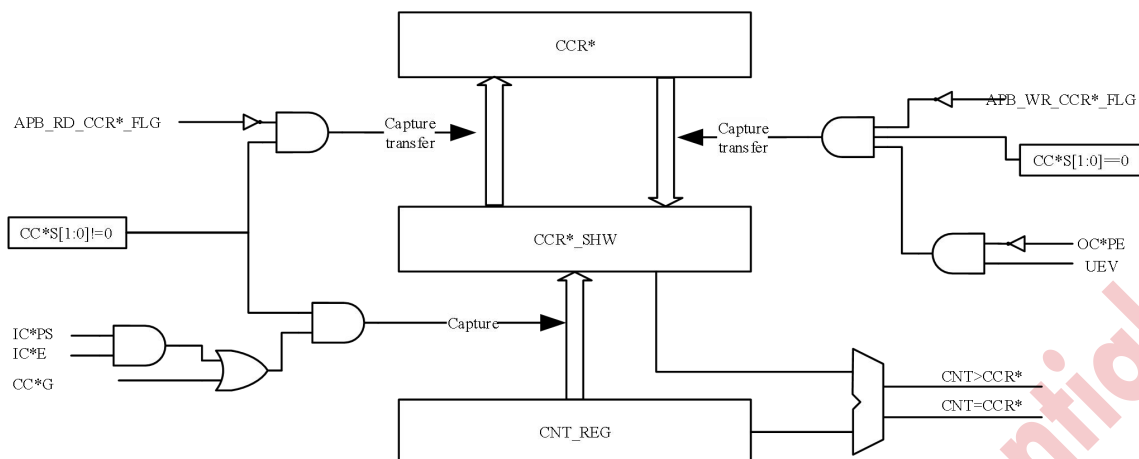 CCR*
APB_RD_CCR*_FLG
Capture
transfer
Capture
transfer
APB_WR_CCR*_FLG
CC*S[1:0]==0
CC*S[1:0]!=0
CCR*_SHW
OC*PE
UEV
IC*PS
IC*E
CC*G
Capture
CNT>CCR*
CNT=CCR*
CNT_REG
ntial